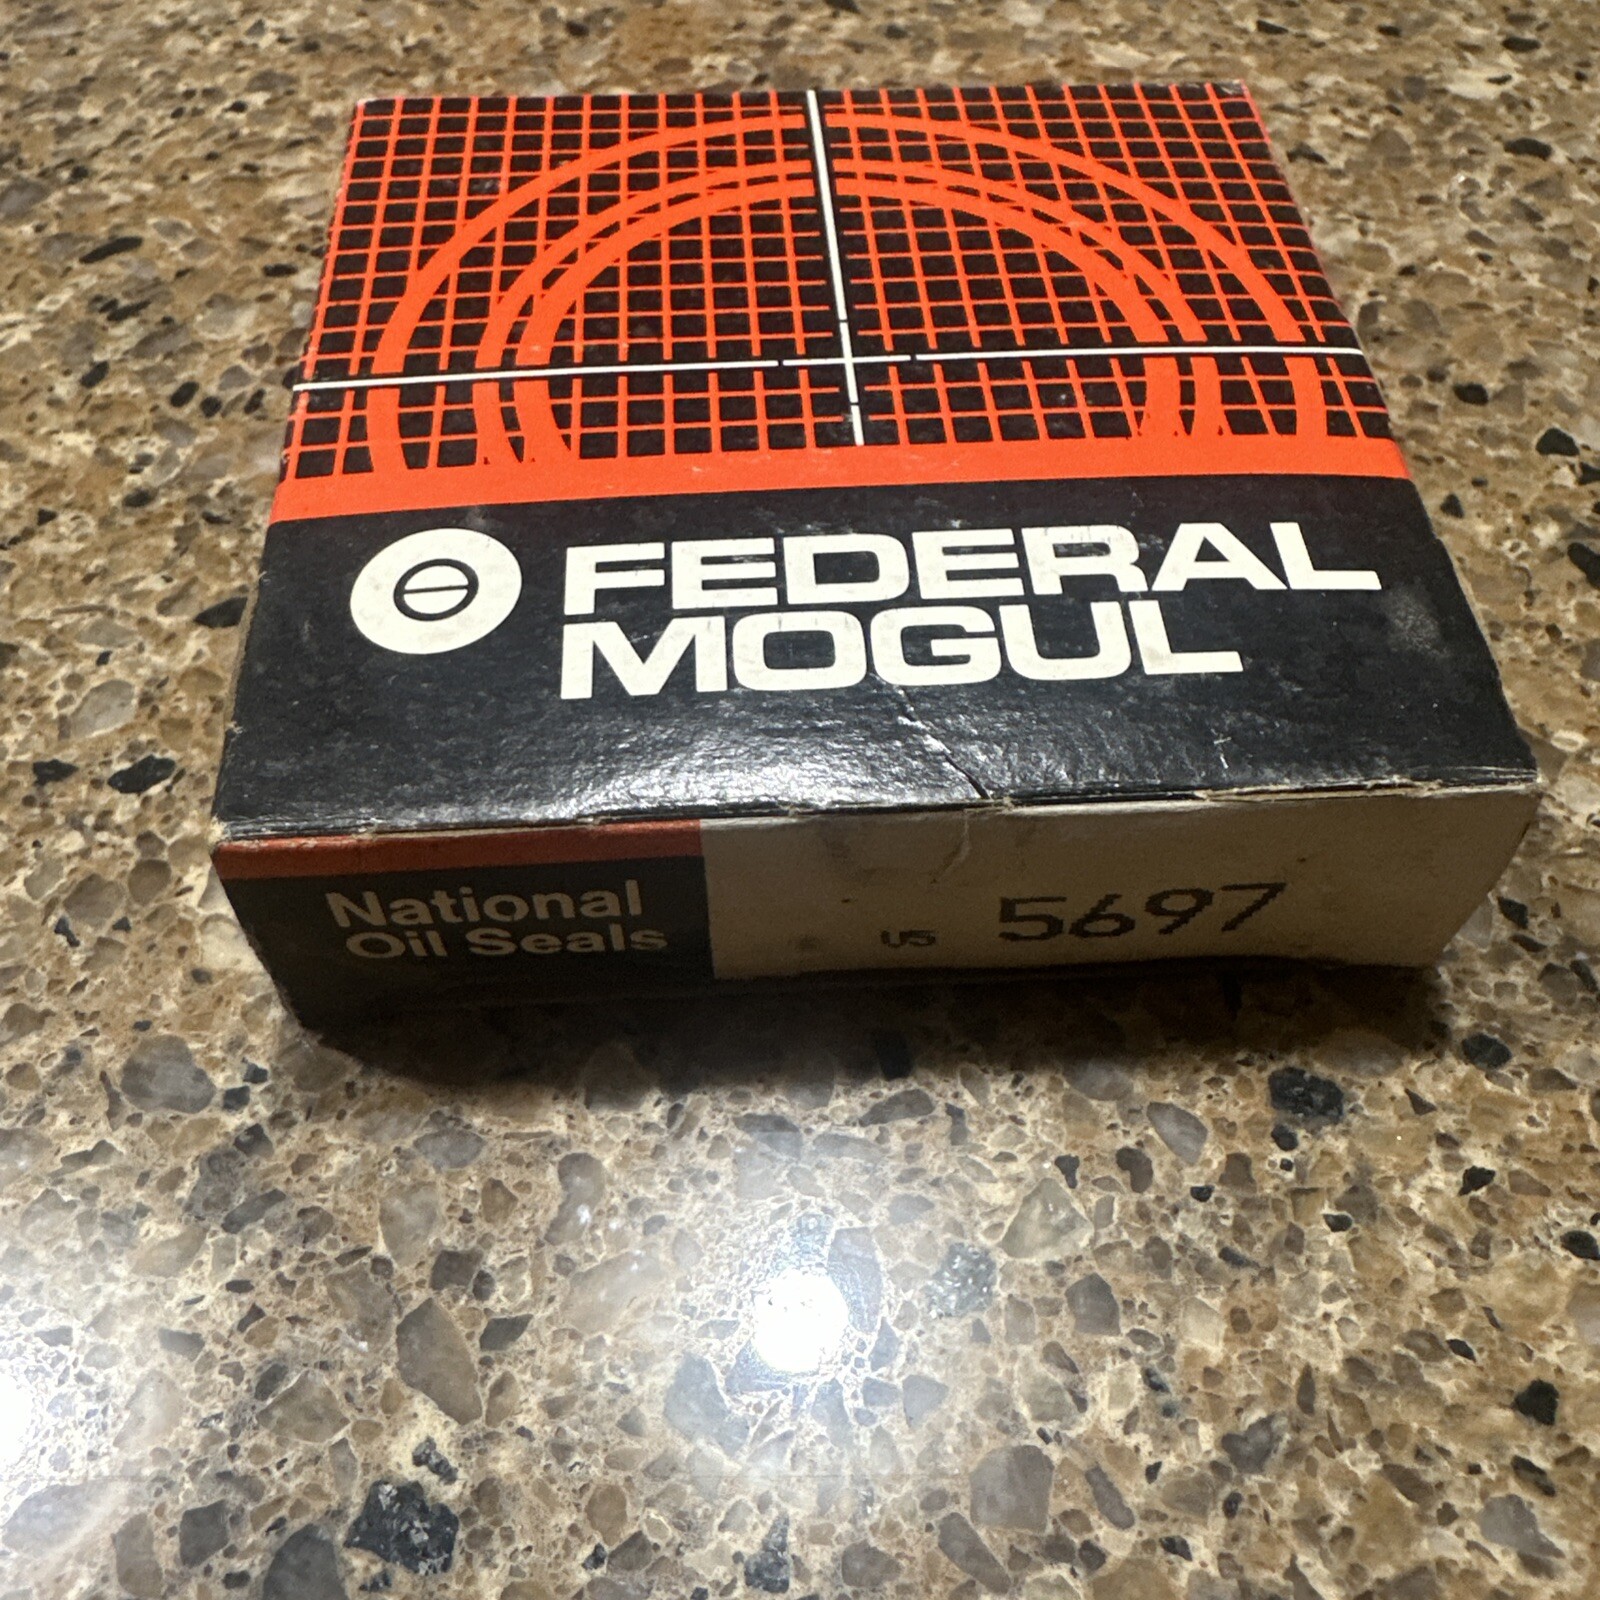 FEDERAL
MOGUL
National
Oil Seals
US 5697